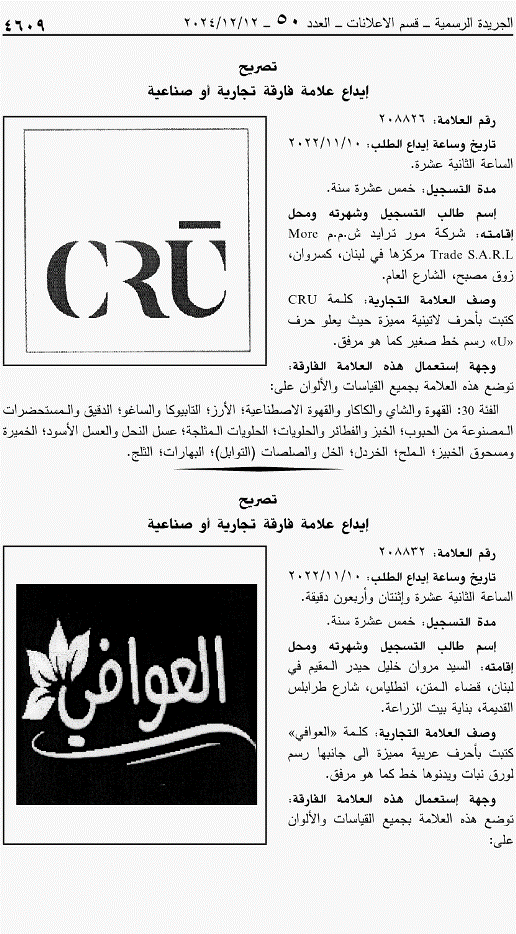 الجريدة الرسمية ــ قسم الاعلانات ــ العدد ٥٠ ــ ٢٠٢٤/١٢/١٢
٤٦٠٩
تصريح
إيداع علامة فارقة تجارية أو صناعية
CRŪ
رقم العلامة: ٢٠٨٨٢٦
تاريخ وساعة إيداع الطلب: ٢٠٢٢/١١/١٠
الساعة الثانية عشرة.
مدة التسجيل: خمس عشرة سنة.
إسم طالب التسجيل وشهرته ومحل
إقامته: شركة مور ترايد ش.م.م More
Trade S.A.R.L مركزها في لبنان، كسروان،
زوق مصبح، الشارع العام.
وصف العلامة التجارية: كلمة CRU
كتبت بأحرف لاتينية مميزة حيث يعلو حرف
«U» رسم خط صغير كما هو مرفق.
وجهة إستعمال هذه العلامة الفارقة:
توضع هذه العلامة بجميع القياسات والألوان على:
الفئة 30: القهوة والشاي والكاكاو والقهوة الاصطناعية؛ الأرز؛ التابيوكا والساغو؛ الدقيق والمستحضرات
المصنوعة من الحبوب؛ الخبز والفطائر والحلويات؛ الحلويات المثلجة؛ عسل النحل والعسل الأسود؛ الخميرة
ومسحوق الخبيز؛ الملح؛ الخردل؛ الخل والصلصات (التوابل)؛ البهارات؛ الثلج.
تصريح
إيداع علامة فارقة تجارية أو صناعية
العوافي
رقم العلامة: ٢٠٨٨٣٢
تاريخ وساعة إيداع الطلب: ٢٠٢٢/١١/١٠
الساعة الثانية عشرة وإثنتان وأربعون دقيقة.
مدة التسجيل: خمس عشرة سنة.
إسم طالب التسجيل وشهرته ومحل
إقامته: السيد مروان خليل حيدر المقيم في
لبنان، قضاء المتن، انطلياس، شارع طرابلس
القديمة، بناية بيت الزراعة.
وصف العلامة التجارية: كلمة «العوافي»
كتبت بأحرف عربية مميزة الى جانبها رسم
لورق نبات ويدنوها خط كما هو مرفق.
وجهة إستعمال هذه العلامة الفارقة:
توضع هذه العلامة بجميع القياسات والألوان
على: